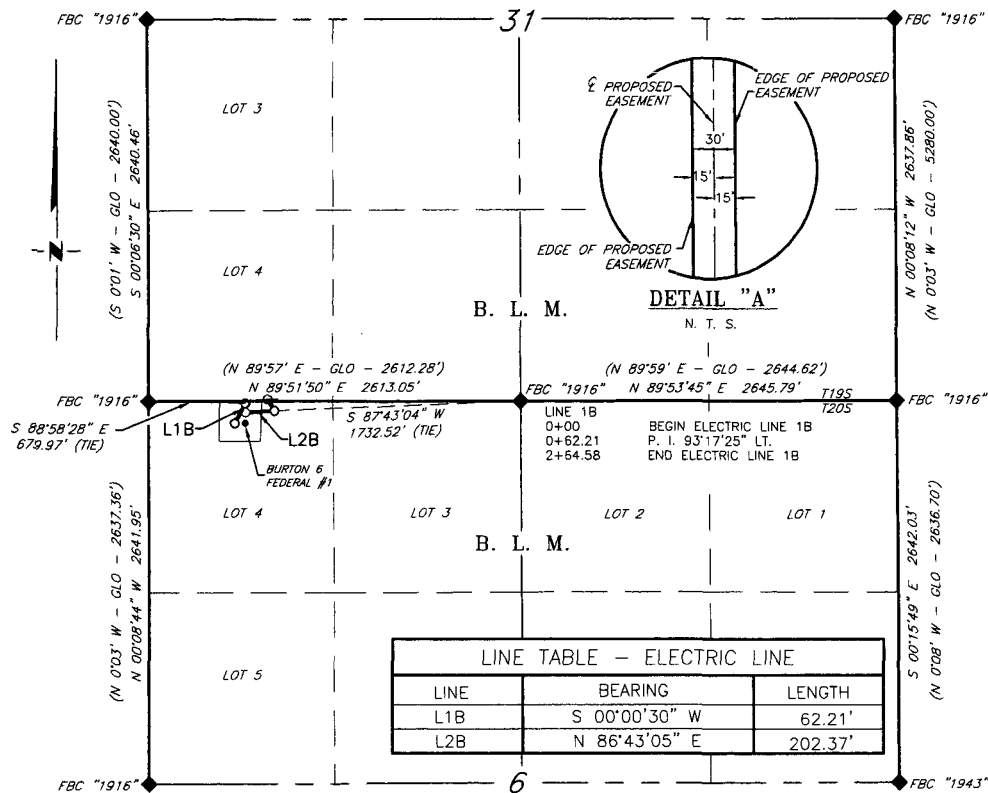 FBC "1916"
31
FBC "1916"
(S 0°01' W - GLO - 2640.00')
S 00°06'30" E 2640.46'
LOT 3
℄ PROPOSED
EASEMENT
EDGE OF PROPOSED
EASEMENT
30'
15'
15'
EDGE OF PROPOSED
EASEMENT
N 00°08'12" W 2637.86'
(N 0°03' W - GLO - 5280.00')
N
LOT 4
B. L. M.
DETAIL "A"
N. T. S.
(N 89°57' E - GLO - 2612.28')
N 89°51'50" E 2613.05'
(N 89°59' E - GLO - 2644.62')
N 89°53'45" E 2645.79'
T19S
T20S
FBC "1916"
FBC "1916"
FBC "1916"
S 88°58'28" E
679.97' (TIE)
L1B
L2B
S 87°43'04" W
1732.52' (TIE)
BURTON 6
FEDERAL #1
LINE 1B
0+00 BEGIN ELECTRIC LINE 1B
0+62.21 P. I. 93°17'25" LT.
2+64.58 END ELECTRIC LINE 1B
(N 0°03' W - GLO - 2637.36')
N 00°08'44" W 2641.95'
LOT 4
LOT 3
LOT 2
LOT 1
B. L. M.
S 00°15'49" E 2642.03'
(N 0°08' W - GLO - 2636.70')
LOT 5
LINE TABLE - ELECTRIC LINE
LINE BEARING LENGTH
L1B S 00°00'30" W 62.21'
L2B N 86°43'05" E 202.37'
FBC "1916"
6
FBC "1943"